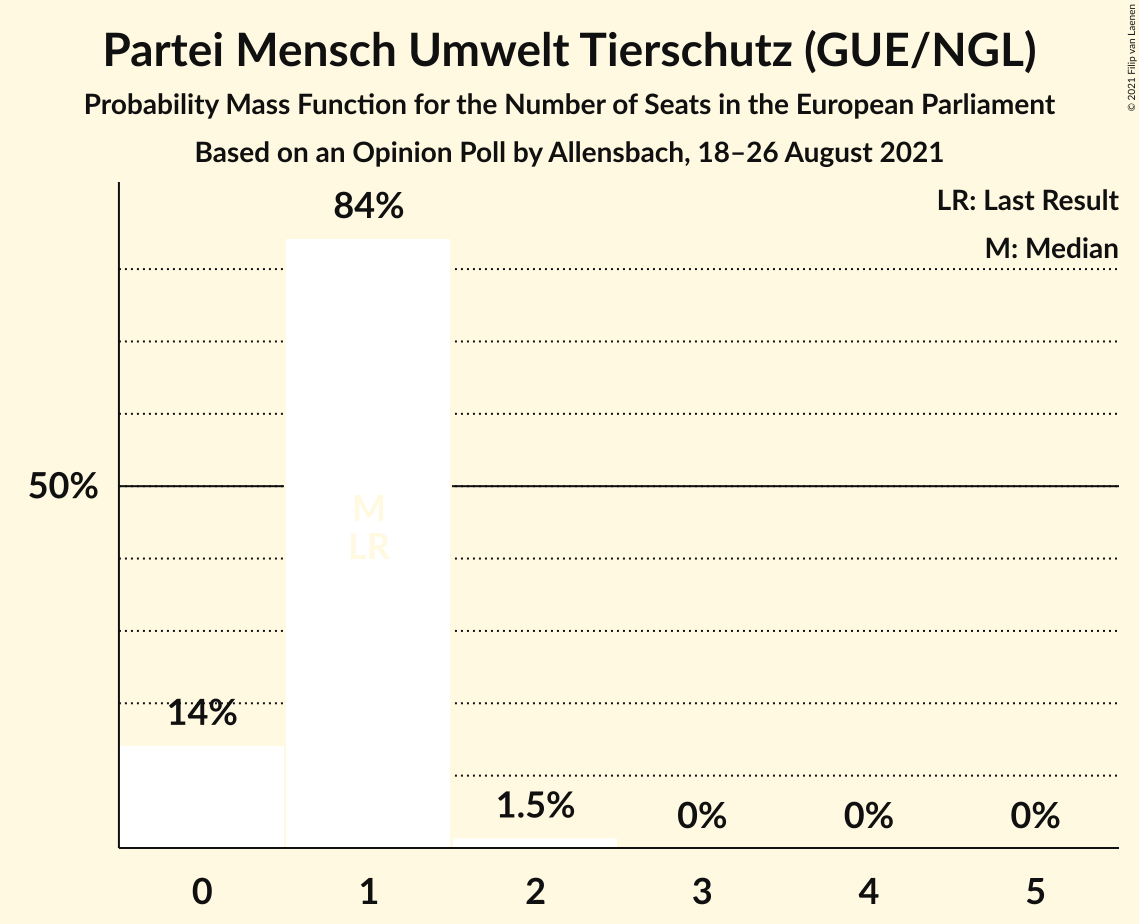 Partei Mensch Umwelt Tierschutz (GUE/NGL)
Probability Mass Function for the Number of Seats in the European Parliament
Based on an Opinion Poll by Allensbach, 18–26 August 2021
© 2021 Filip van Laenen
LR: Last Result
M: Median
84%
50%
M
LR
14%
1.5%
0%
0%
0%
0
1
2
3
4
5